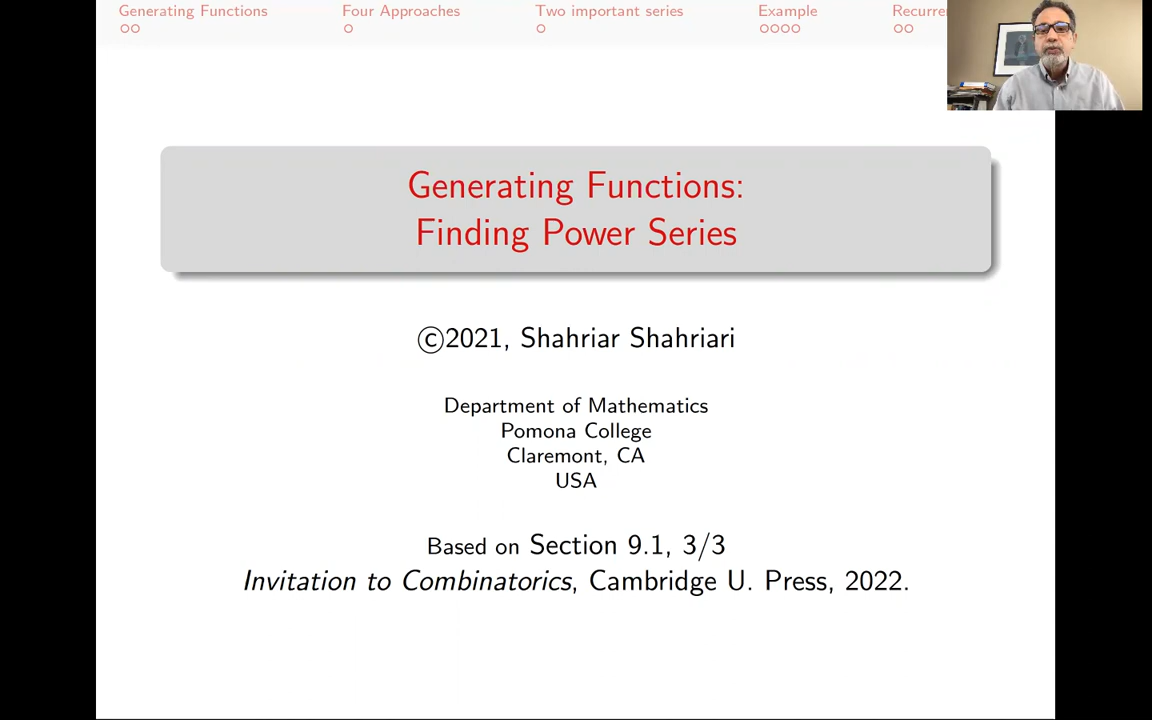 Generating Functions Four Approaches Two important series Example
Generating Functions:
Finding Power Series
©2021, Shahriar Shahriari
Department of Mathematics
Pomona College
Claremont, CA
USA
Based on Section 9.1, 3/3
Invitation to Combinatorics, Cambridge U. Press, 2022.